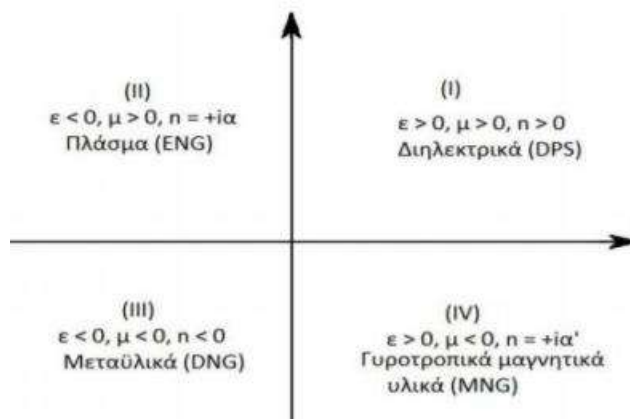 (II)
ε < 0, μ > 0, n = +iα
Πλάσμα (ENG)
(I)
ε > 0, μ > 0, n > 0
Διηλεκτρικά (DPS)
(III)
ε < 0, μ < 0, n < 0
Μεταϋλικά (DNG)
(IV)
ε > 0, μ < 0, n = +iα'
Γυροτροπικά μαγνητικά
υλικά (MNG)